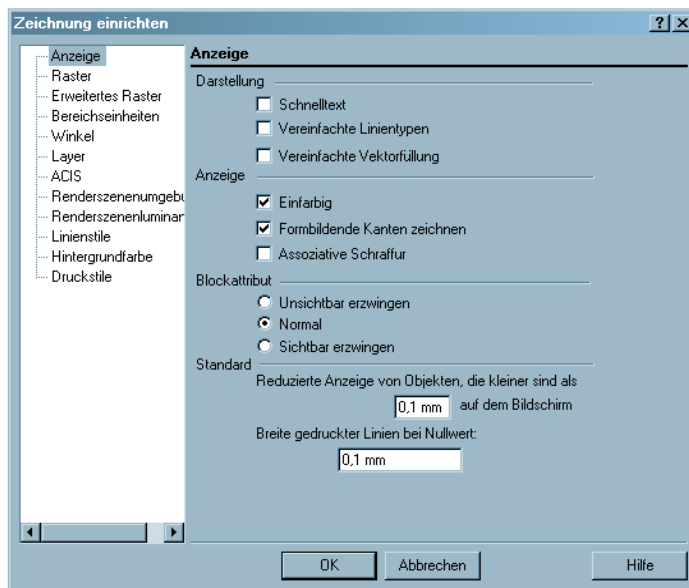 Zeichnung einrichten
Anzeige
Raster
Erweitertes Raster
Bereichseinheiten
Winkel
Layer
ACIS
Renderszenenumgebu
Renderszenenluminar
Linienstile
Hintergrundfarbe
Druckstile
Anzeige
Darstellung
Schnelltext
Vereinfachte Linientypen
Vereinfachte Vektorfüllung
Anzeige
Einfarbig
Formbildende Kanten zeichnen
Assoziative Schraffur
Blockattribut
Unsichtbar erzwingen
Normal
Sichtbar erzwingen
Standard
Reduzierte Anzeige von Objekten, die kleiner sind als
0,1 mm auf dem Bildschirm
Breite gedruckter Linien bei Nullwert:
0,1 mm
OK Abbrechen Hilfe